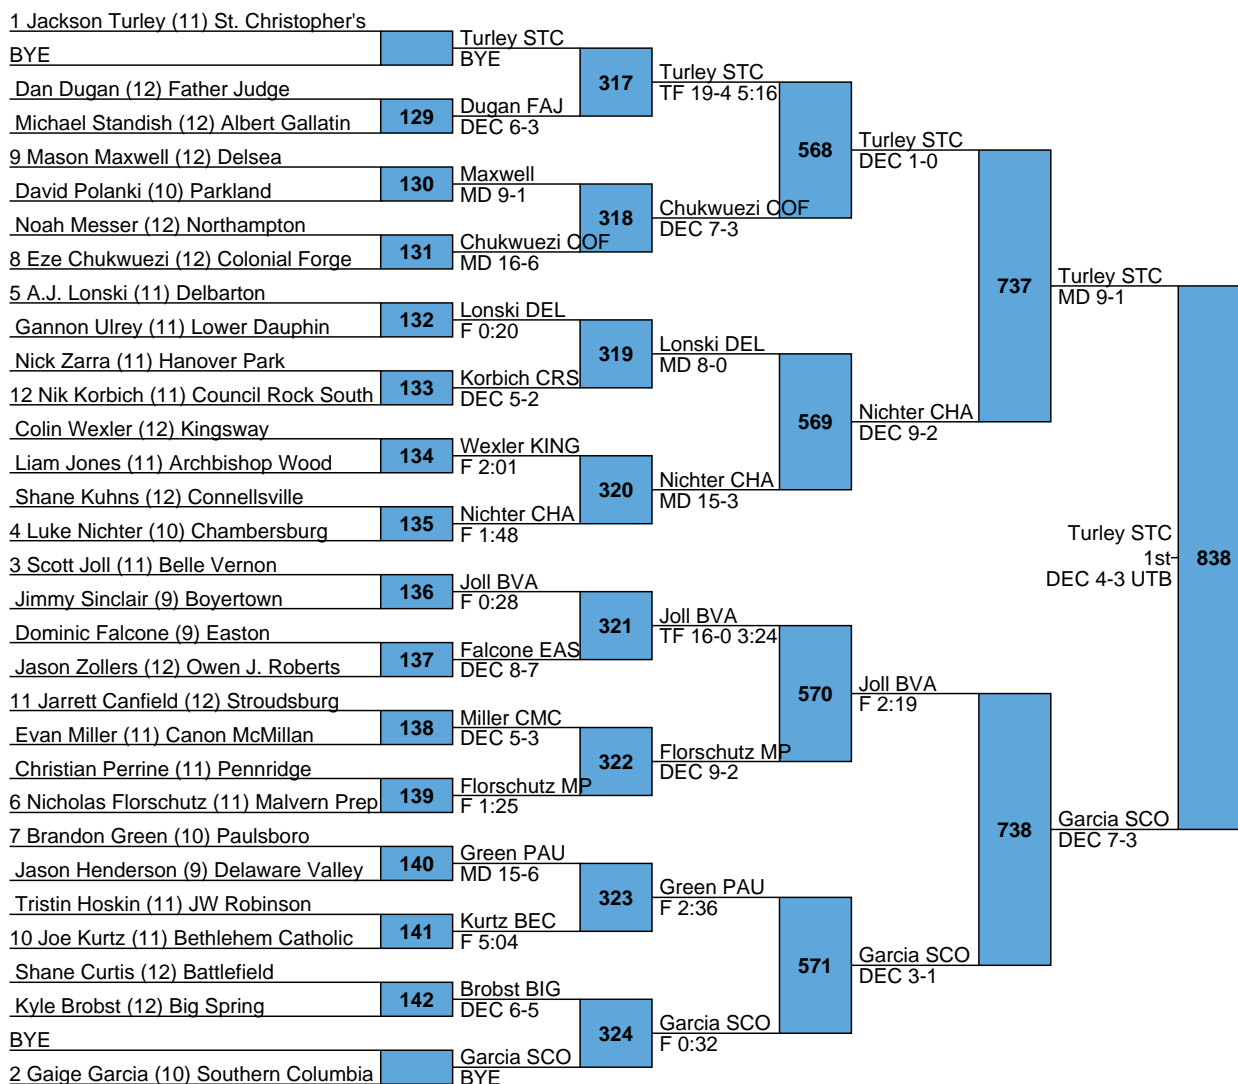 1 Jackson Turley (11) St. Christopher's
BYE
Dan Dugan (12) Father Judge
Michael Standish (12) Albert Gallatin
9 Mason Maxwell (12) Delsea
David Polanki (10) Parkland
Noah Messer (12) Northampton
8 Eze Chukwuezi (12) Colonial Forge
5 A.J. Lonski (11) Delbarton
Gannon Ulrey (11) Lower Dauphin
Nick Zarra (11) Hanover Park
12 Nik Korbich (11) Council Rock South
Colin Wexler (12) Kingsway
Liam Jones (11) Archbishop Wood
Shane Kuhns (12) Connellsville
4 Luke Nichter (10) Chambersburg
3 Scott Joll (11) Belle Vernon
Jimmy Sinclair (9) Boyertown
Dominic Falcone (9) Easton
Jason Zollers (12) Owen J. Roberts
11 Jarrett Canfield (12) Stroudsburg
Evan Miller (11) Canon McMillan
Christian Perrine (11) Pennridge
6 Nicholas Florschutz (11) Malvern Prep
7 Brandon Green (10) Paulsboro
Jason Henderson (9) Delaware Valley
Tristin Hoskin (11) JW Robinson
10 Joe Kurtz (11) Bethlehem Catholic
Shane Curtis (12) Battlefield
Kyle Brobst (12) Big Spring
BYE
2 Gaige Garcia (10) Southern Columbia
129
130
131
132
133
134
135
136
137
138
139
140
141
142
Turley STC
BYE
Dugan FAJ
DEC 6-3
Maxwell
MD 9-1
Chukwuezi COF
MD 16-6
Lonski DEL
F 0:20
Korbich CRS
DEC 5-2
Wexler KING
F 2:01
Nichter CHA
F 1:48
Joll BVA
F 0:28
Falcone EAS
DEC 8-7
Miller CMC
DEC 5-3
Florschutz MP
F 1:25
Green PAU
MD 15-6
Kurtz BEC
F 5:04
Brobst BIG
DEC 6-5
Garcia SCO
BYE
317
318
319
320
321
322
323
324
Turley STC
TF 19-4 5:16
Chukwuezi COF
DEC 7-3
Lonski DEL
MD 8-0
Nichter CHA
MD 15-3
Joll BVA
TF 16-0 3:24
Florschutz MP
DEC 9-2
Green PAU
F 2:36
Garcia SCO
F 0:32
568
569
570
571
Turley STC
DEC 1-0
Nichter CHA
DEC 9-2
Joll BVA
F 2:19
Garcia SCO
DEC 3-1
737
738
Turley STC
MD 9-1
Garcia SCO
DEC 7-3
Turley STC
1st
DEC 4-3 UTB
838